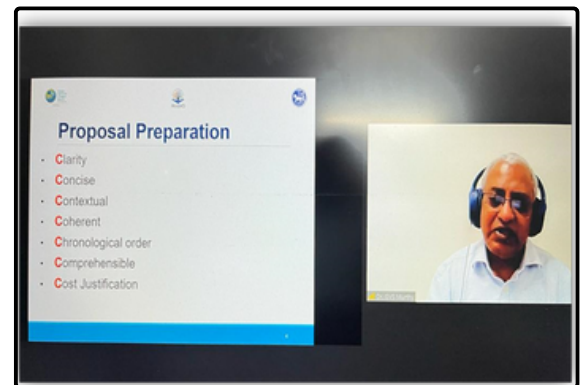 Proposal Preparation
Clarity
Concise
Contextual
Coherent
Chronological order
Comprehensible
Cost Justification